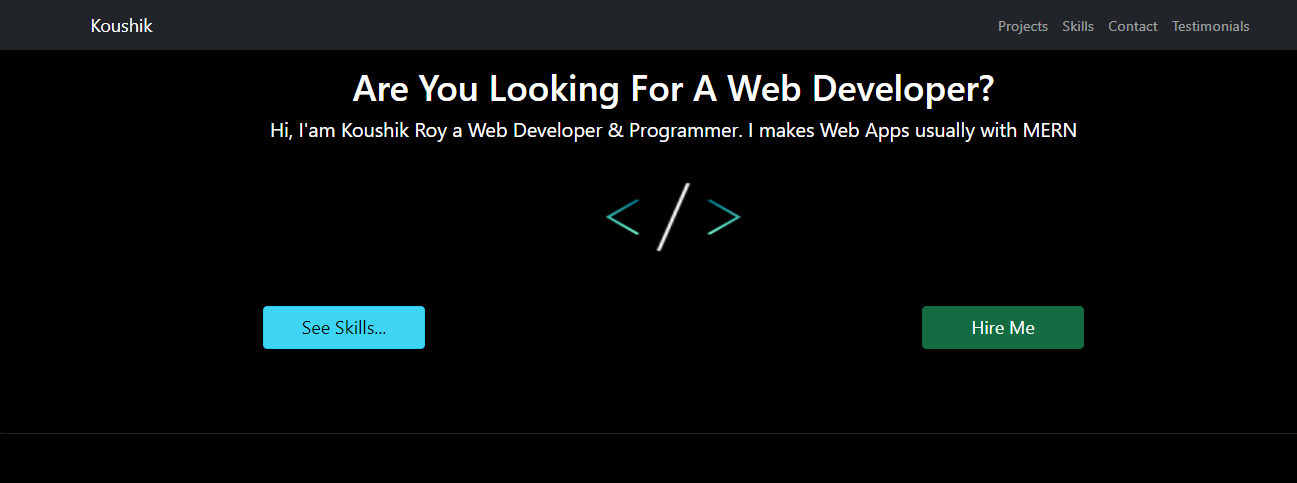 Koushik
Projects Skills Contact Testimonials
Are You Looking For A Web Developer?
Hi, I'am Koushik Roy a Web Developer & Programmer. I makes Web Apps usually with MERN
</>
See Skills...
Hire Me